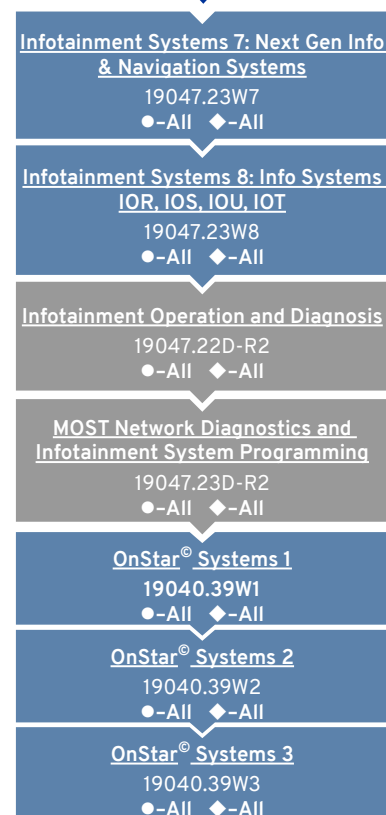 Infotainment Systems 7: Next Gen Info
& Navigation Systems
19047.23W7
●–All ◆–All
Infotainment Systems 8: Info Systems
IOR, IOS, IOU, IOT
19047.23W8
●–All ◆–All
Infotainment Operation and Diagnosis
19047.22D-R2
●–All ◆–All
MOST Network Diagnostics and
Infotainment System Programming
19047.23D-R2
●–All ◆–All
OnStar© Systems 1
19040.39W1
●–All ◆–All
OnStar© Systems 2
19040.39W2
●–All ◆–All
OnStar© Systems 3
19040.39W3
●–All ◆–All